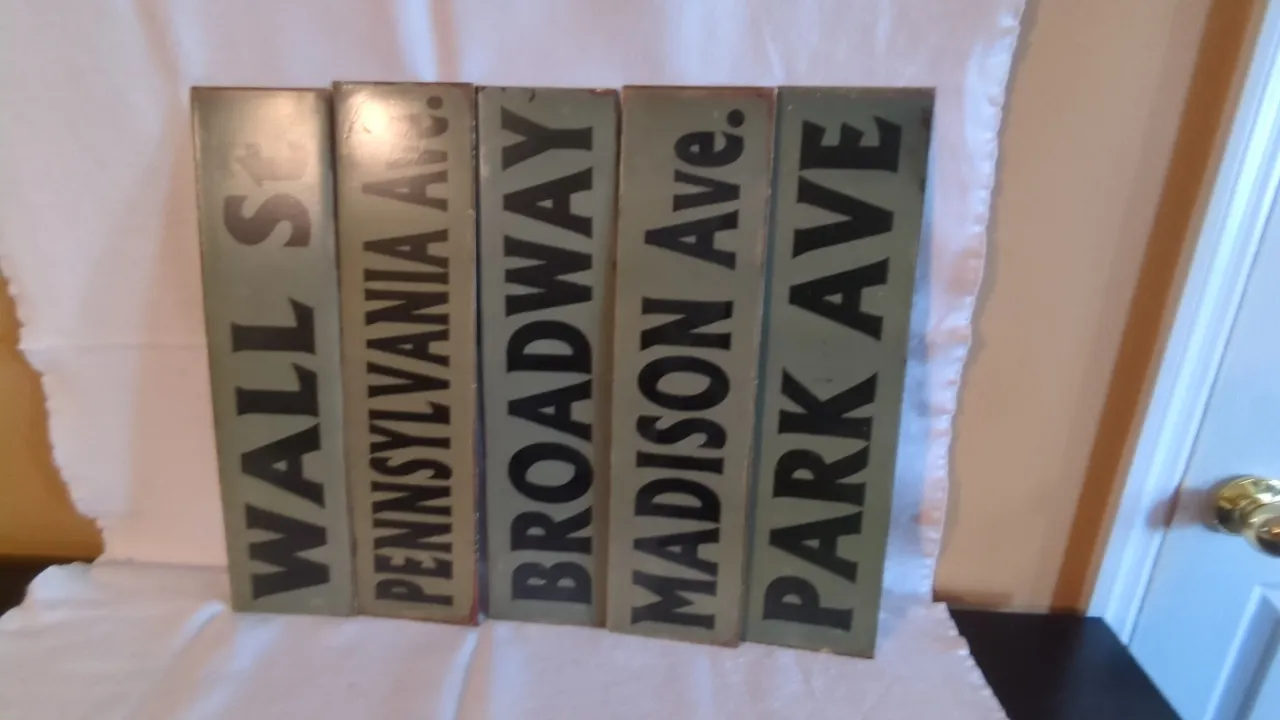 WALL St.
PENNSYLVANIA Ave.
BROADWAY
MADISON Ave.
PARK AVE